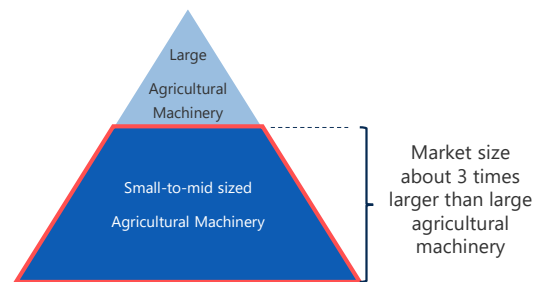 Large
Agricultural
Machinery
Small-to-mid sized
Agricultural Machinery
Market size
about 3 times
larger than large
agricultural
machinery